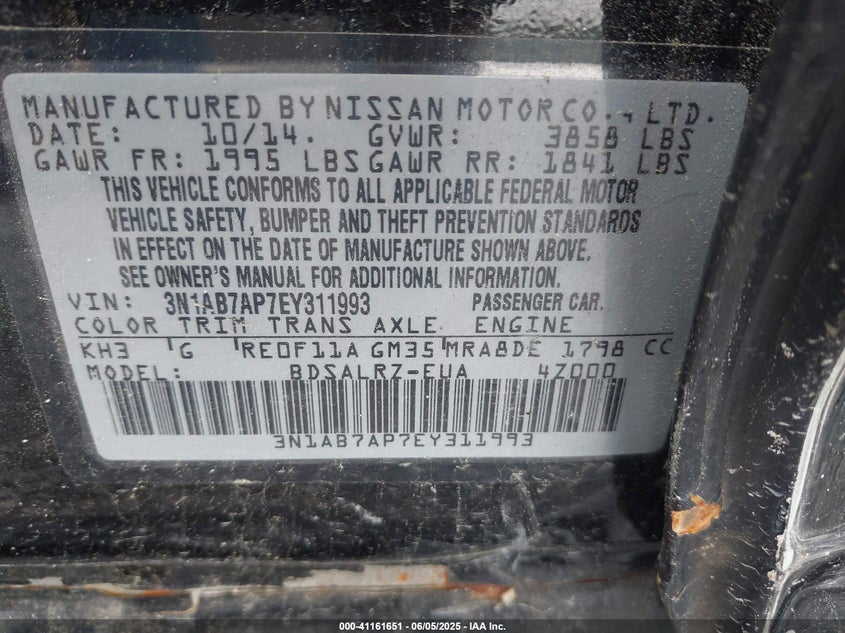 MANUFACTURED BY NISSAN MOTOR CO., LTD.
DATE: 10/14. GVWR: 3858 LBS
GAWR FR: 1995 LBS GAWR RR: 1841 LBS
THIS VEHICLE CONFORMS TO ALL APPLICABLE FEDERAL MOTOR
VEHICLE SAFETY, BUMPER AND THEFT PREVENTION STANDARDS
IN EFFECT ON THE DATE OF MANUFACTURE SHOWN ABOVE.
SEE OWNER'S MANUAL FOR ADDITIONAL INFORMATION.
VIN: 3N1AB7AP7EY311993 PASSENGER CAR.
COLOR TRIM TRANS AXLE ENGINE
KH3 G RE0F11A GM35 MRA8DE 1798 CC
MODEL: BDSALRZ-EUA 4Z000
3N1AB7AP7EY311993
000-41161651 - 06/05/2025 - IAA Inc.